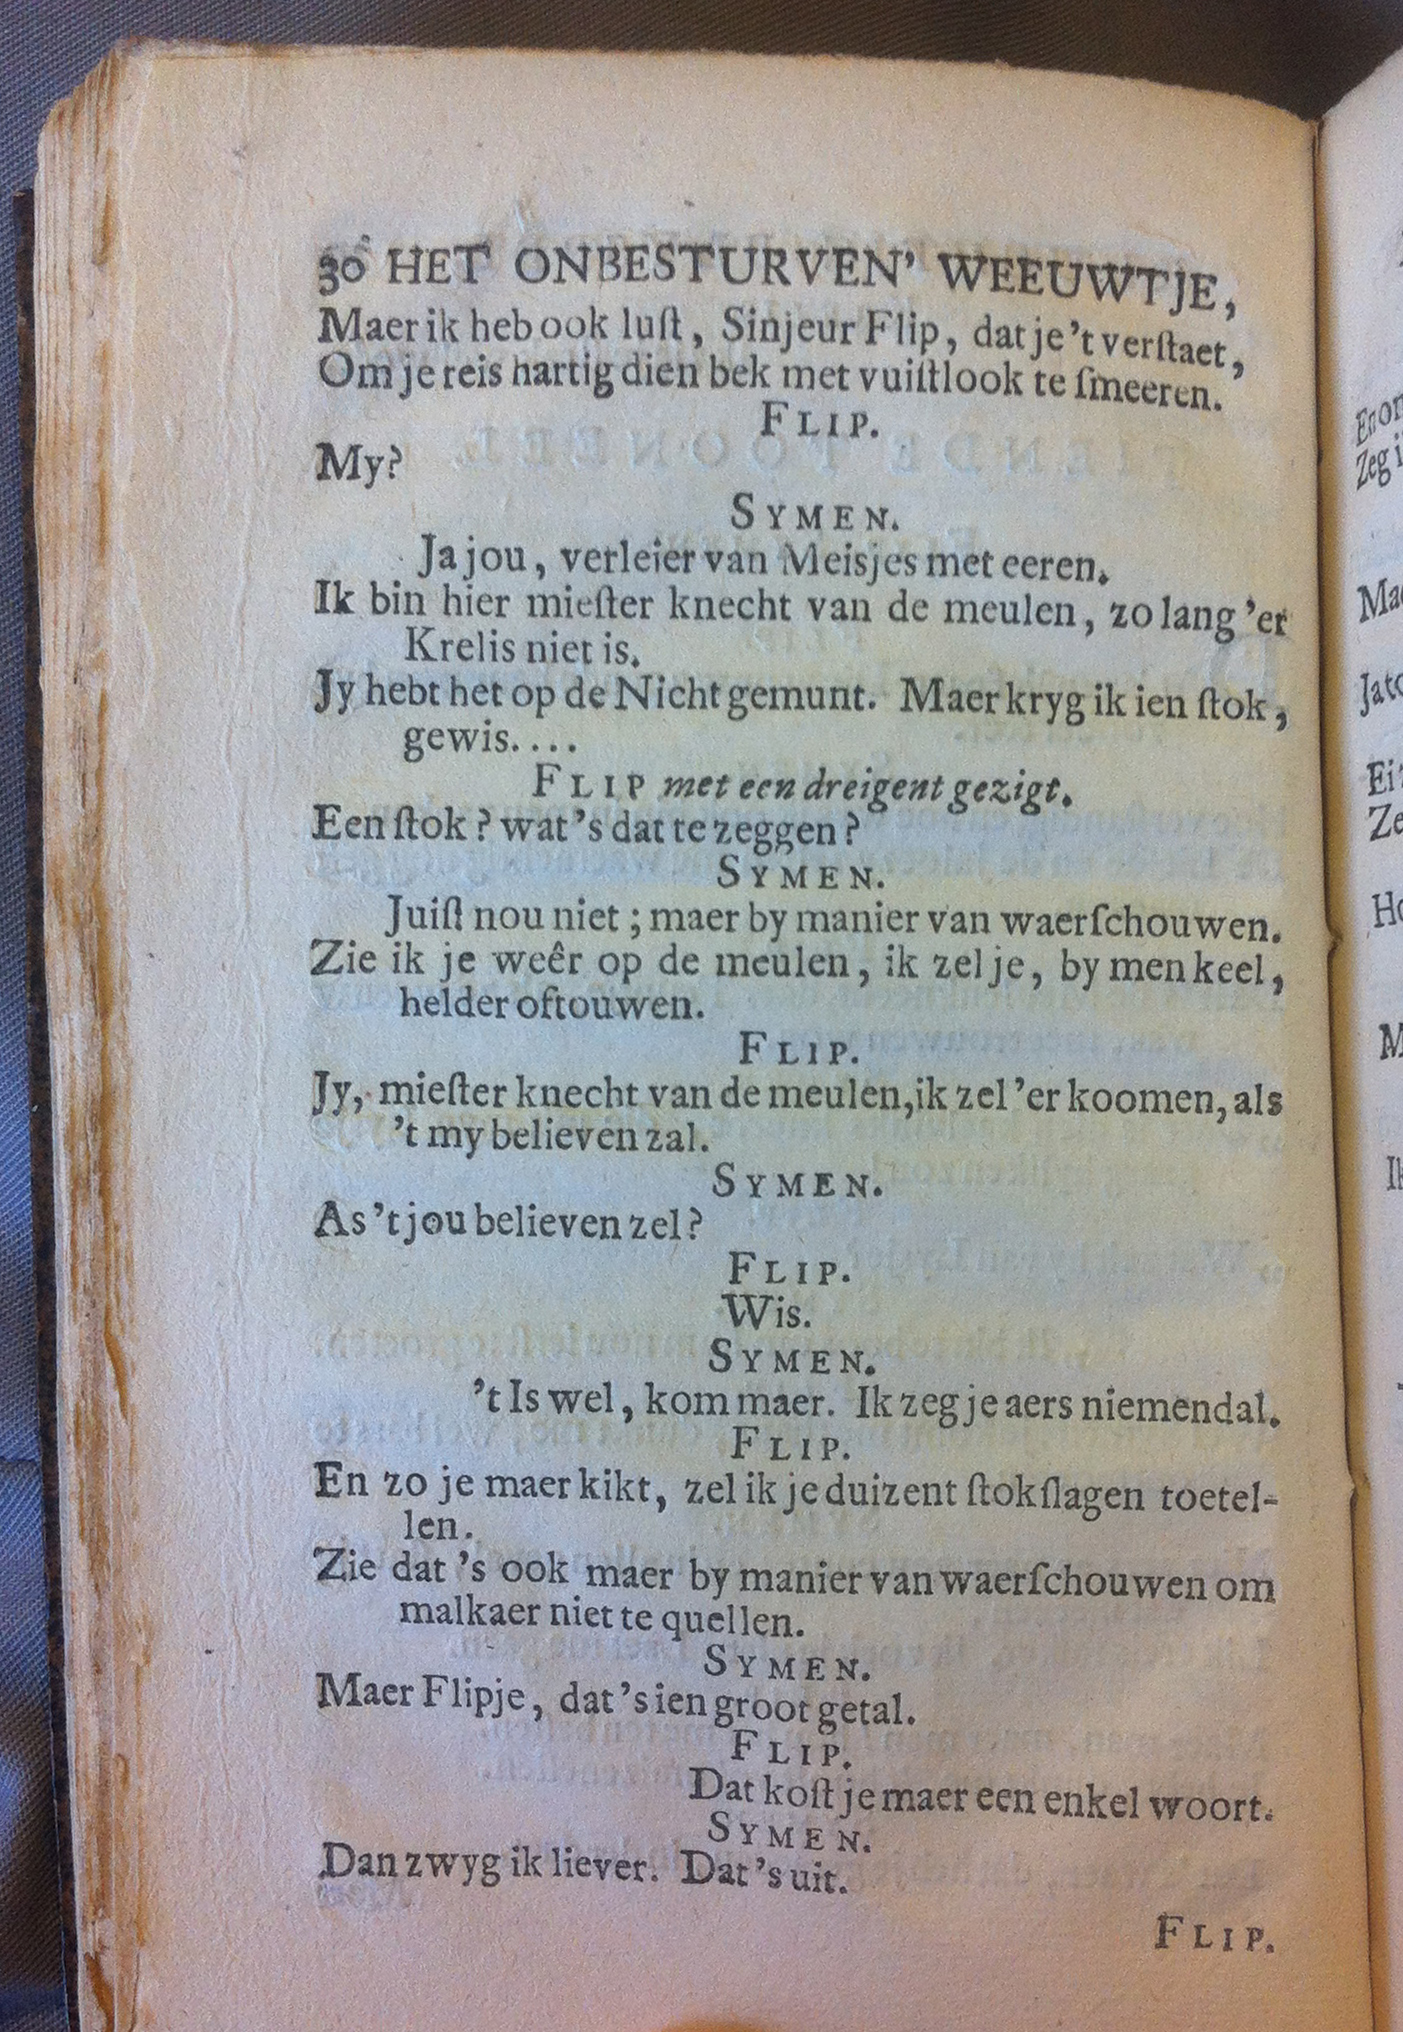 30 HET ONBESTURVEN' WEEUWTJE,
Maer ik heb ook luſt, Sinjeur Flip, dat je 't verſtaet,
Om je reis hartig dien bek met vuiſtlook te ſmeeren.
FLIP.
My?
SYMEN.
Ja jou, verleier van Meisjes met eeren.
Ik bin hier mieſter knecht van de meulen, zo lang 'er
Krelis niet is.
Jy hebt het op de Nicht gemunt. Maer kryg ik ien ſtok,
gewis....
FLIP met een dreigent gezigt.
Een ſtok? wat 's dat te zeggen?
SYMEN.
Juiſt nou niet; maer by manier van waerſchouwen.
Zie ik je weêr op de meulen, ik zel je, by men keel,
helder oftouwen.
FLIP.
Jy, mieſter knecht van de meulen, ik zel 'er koomen, als
't my believen zal.
SYMEN.
As 't jou believen zel?
FLIP.
Wis.
SYMEN.
't Is wel, kom maer. Ik zeg je aers niemendal.
FLIP.
En zo je maer kikt, zel ik je duizent ſtokſlagen toetel-
len.
Zie dat 's ook maer by manier van waerſchouwen om
malkaer niet te quellen.
SYMEN.
Maer Flipje, dat 's ien groot getal.
FLIP.
Dat koſt je maer een enkel woort.
SYMEN.
Dan zwyg ik liever. Dat 's uit.
FLIP.